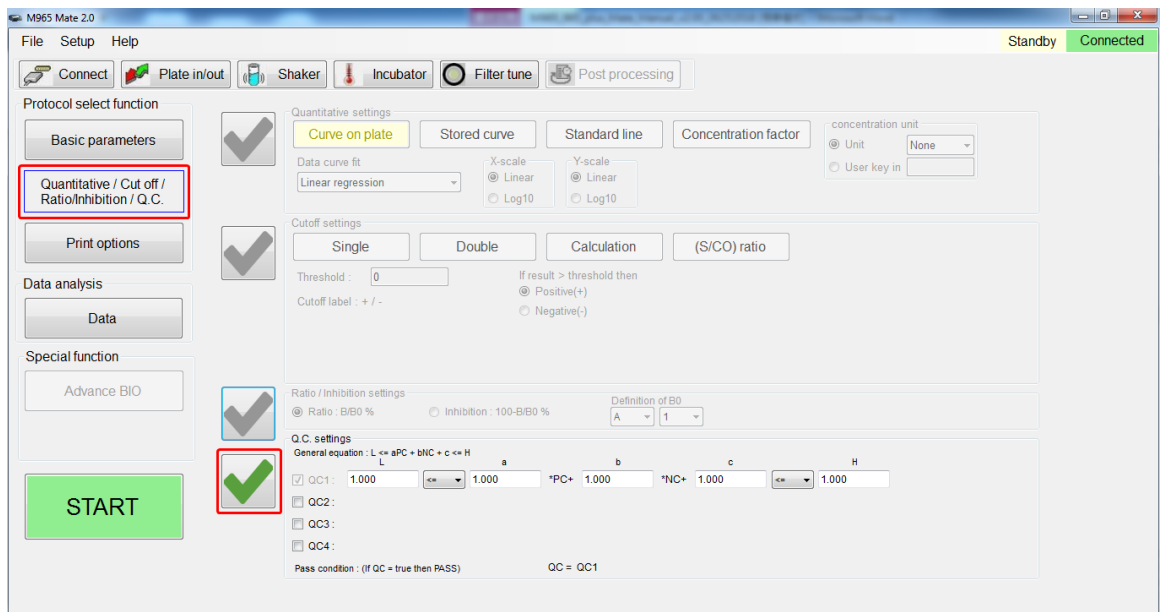 M965 Mate 2.0
File Setup Help
Standby Connected
Connect Plate in/out Shaker Incubator Filter tune Post processing
Protocol select function
Basic parameters
Quantitative / Cut off /
Ratio/Inhibition / Q.C.
Print options
Data analysis
Data
Special function
Advance BIO
START
Quantitative settings
Curve on plate Stored curve Standard line Concentration factor
concentration unit
Unit None
User key in
Data curve fit
Linear regression
X-scale
Linear
Log10
Y-scale
Linear
Log10
Cutoff settings
Single Double Calculation (S/CO) ratio
Threshold : 0
Cutoff label : + / -
If result > threshold then
Positive(+)
Negative(-)
Ratio / Inhibition settings
Ratio : B/B0 % Inhibition : 100-B/B0 %
Definition of B0
A 1
Q.C. settings
General equation : L <= aPC + bNC + c <= H
L a b c H
QC1 : 1.000 <= 1.000 *PC+ 1.000 *NC+ 1.000 <= 1.000
QC2 :
QC3 :
QC4 :
Pass condition : (If QC = true then PASS) QC = QC1